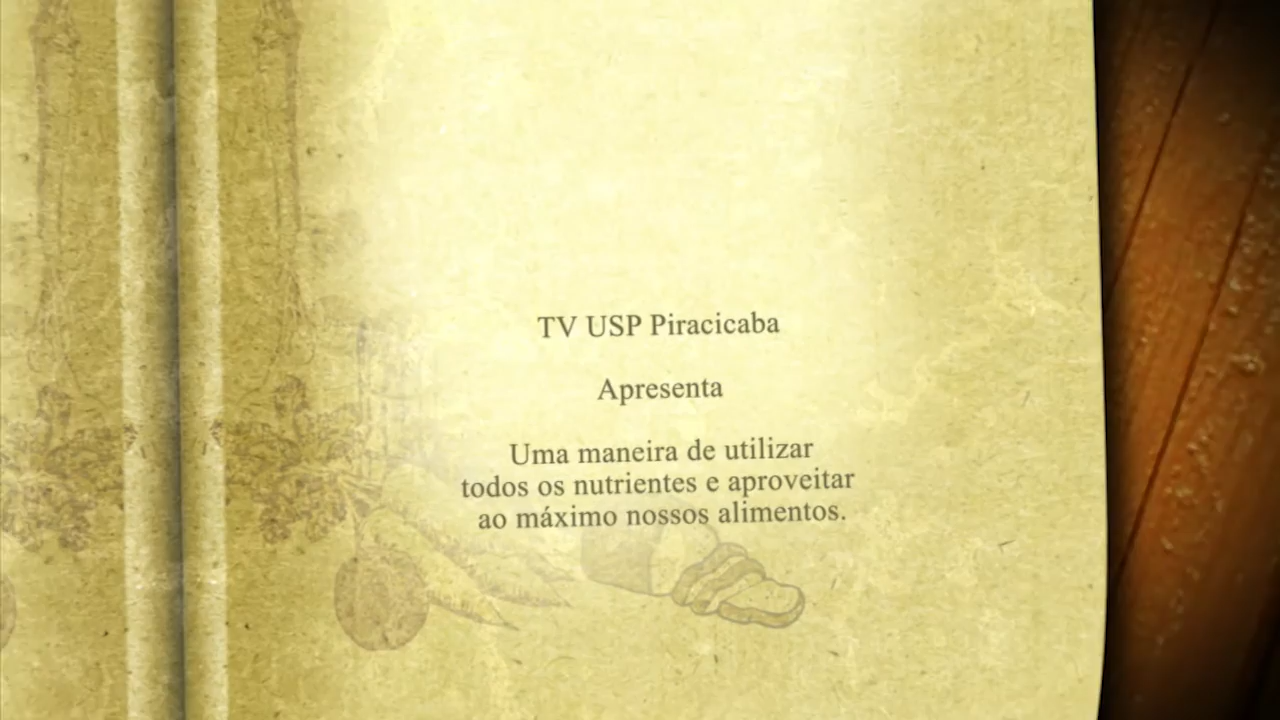 TV USP Piracicaba
Apresenta
Uma maneira de utilizar
todos os nutrientes e aproveitar
ao máximo nossos alimentos.